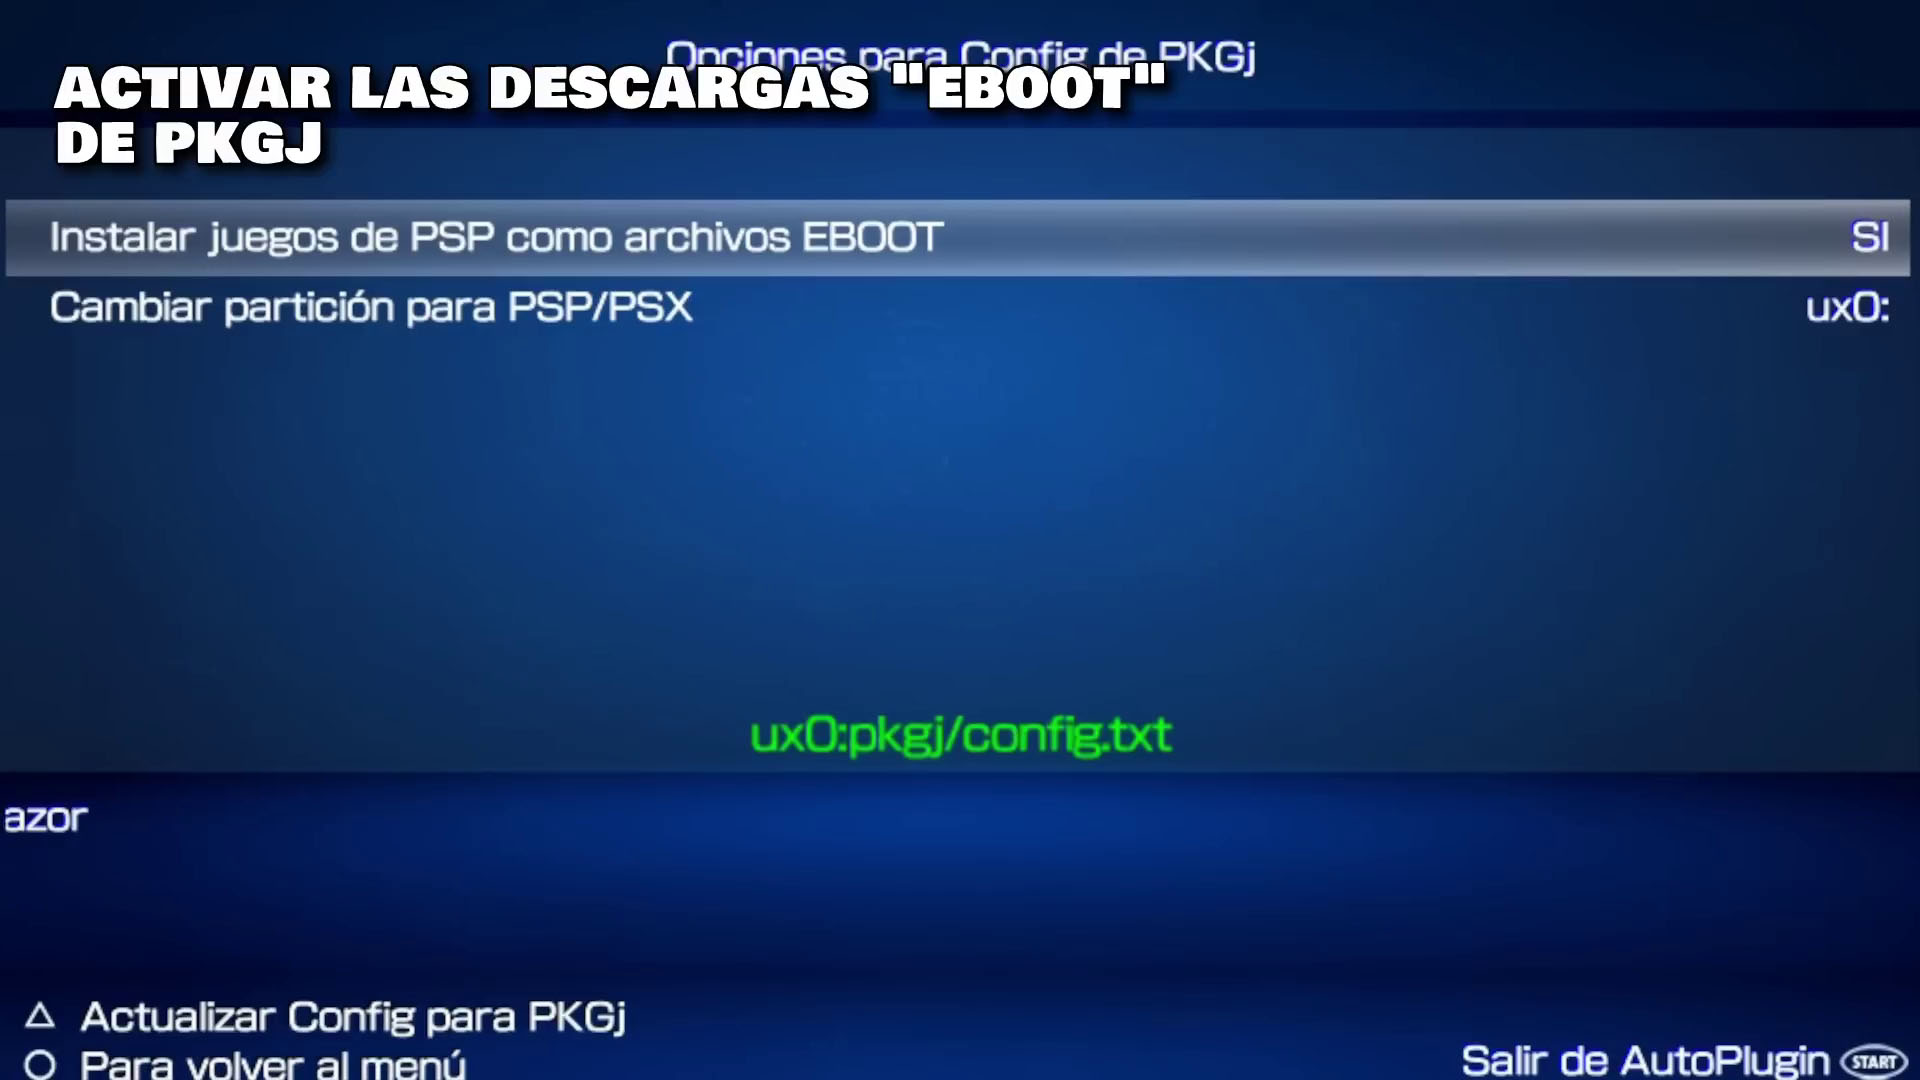 Opciones para Config de PKGj
ACTIVAR LAS DESCARGAS "EBOOT"
DE PKGJ
Instalar juegos de PSP como archivos EBOOT SI
Cambiar partición para PSP/PSX ux0:
ux0:pkgj/config.txt
azor
Actualizar Config para PKGj
Para volver al menú
Salir de AutoPlugin START